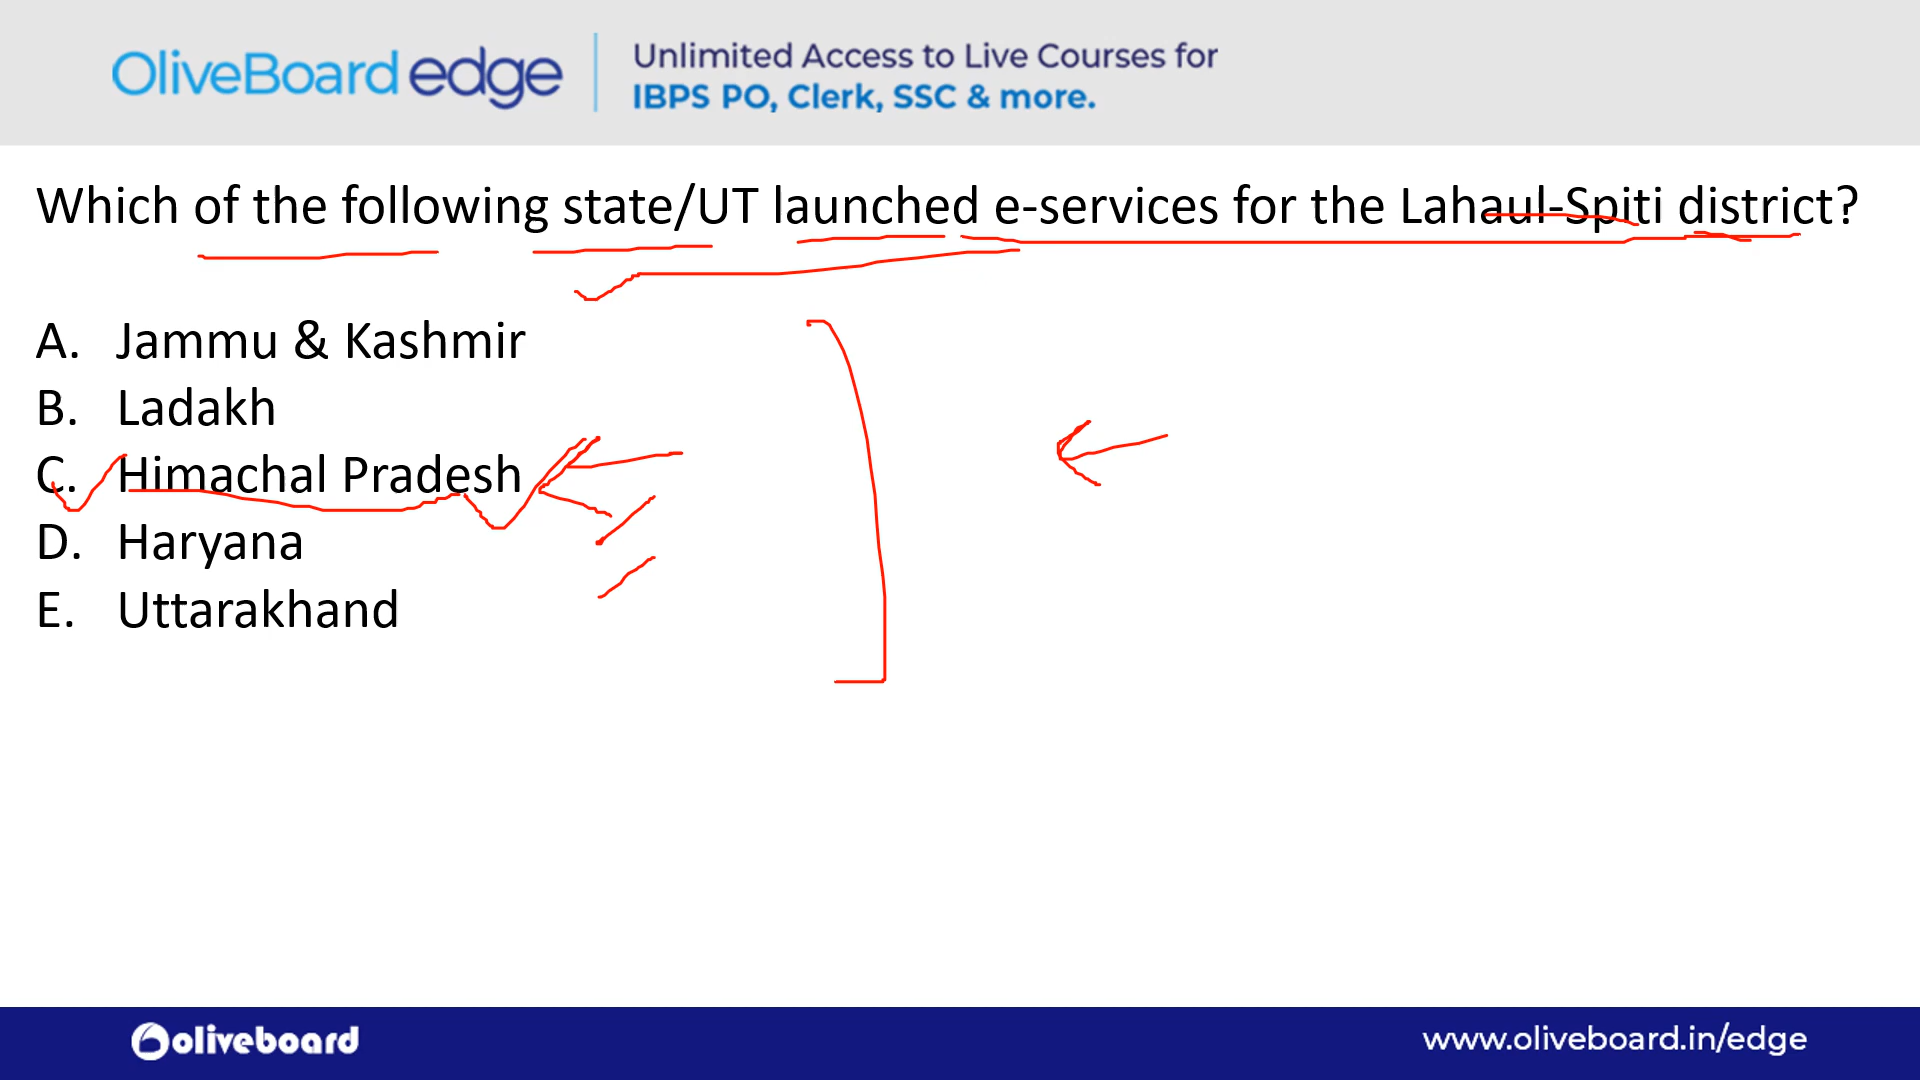 OliveBoard edge
Unlimited Access to Live Courses for
IBPS PO, Clerk, SSC & more.
Which of the following state/UT launched e-services for the Lahaul-Spiti district?
A. Jammu & Kashmir
B. Ladakh
C. Himachal Pradesh
D. Haryana
E. Uttarakhand
oliveboard
www.oliveboard.in/edge